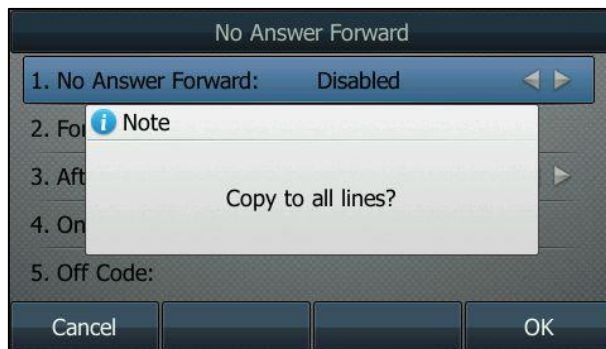 No Answer Forward
1. No Answer Forward: Disabled
2. For
Note
3. Aft
Copy to all lines?
4. On
5. Off Code:
Cancel
OK